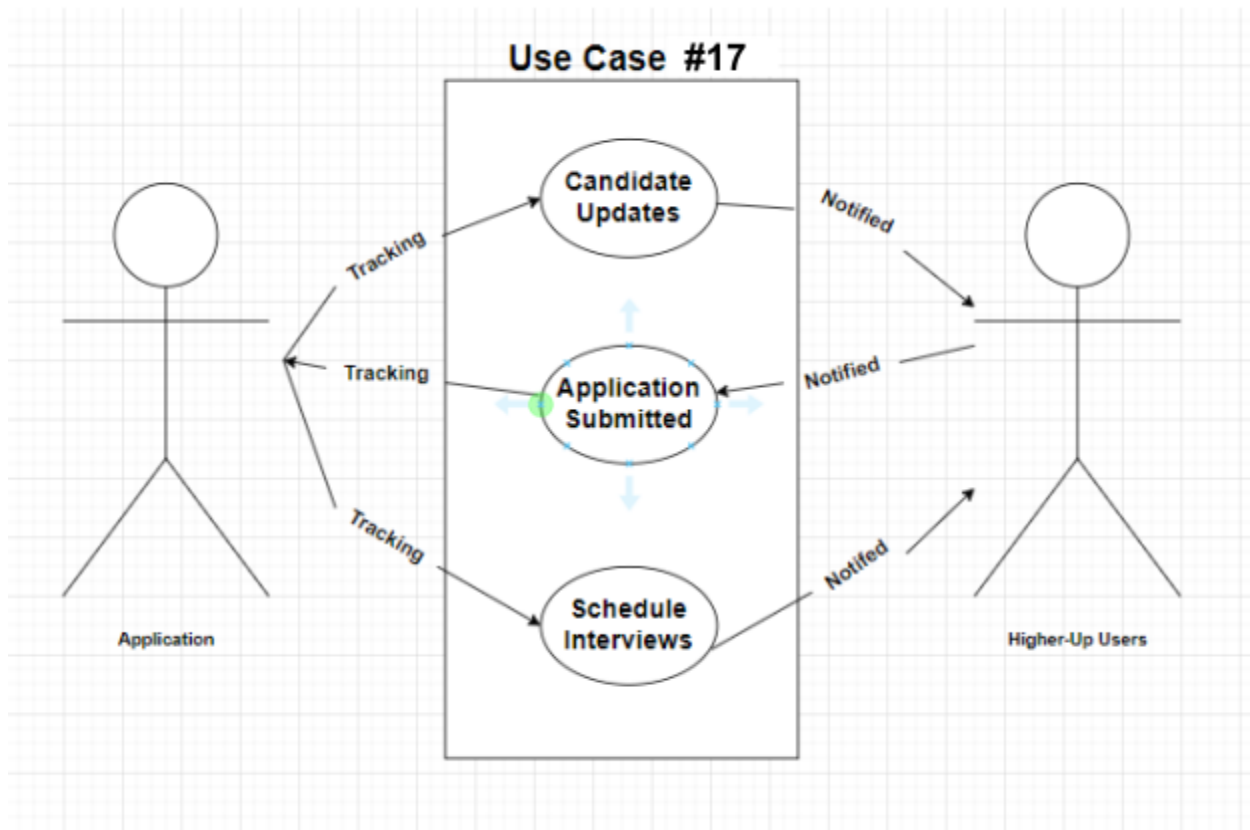 Use Case #17
Candidate
Updates
Notified
Tracking
Application
Submitted
Tracking
Notified
Schedule
Interviews
Tracking
Notifed
Application
Higher-Up Users